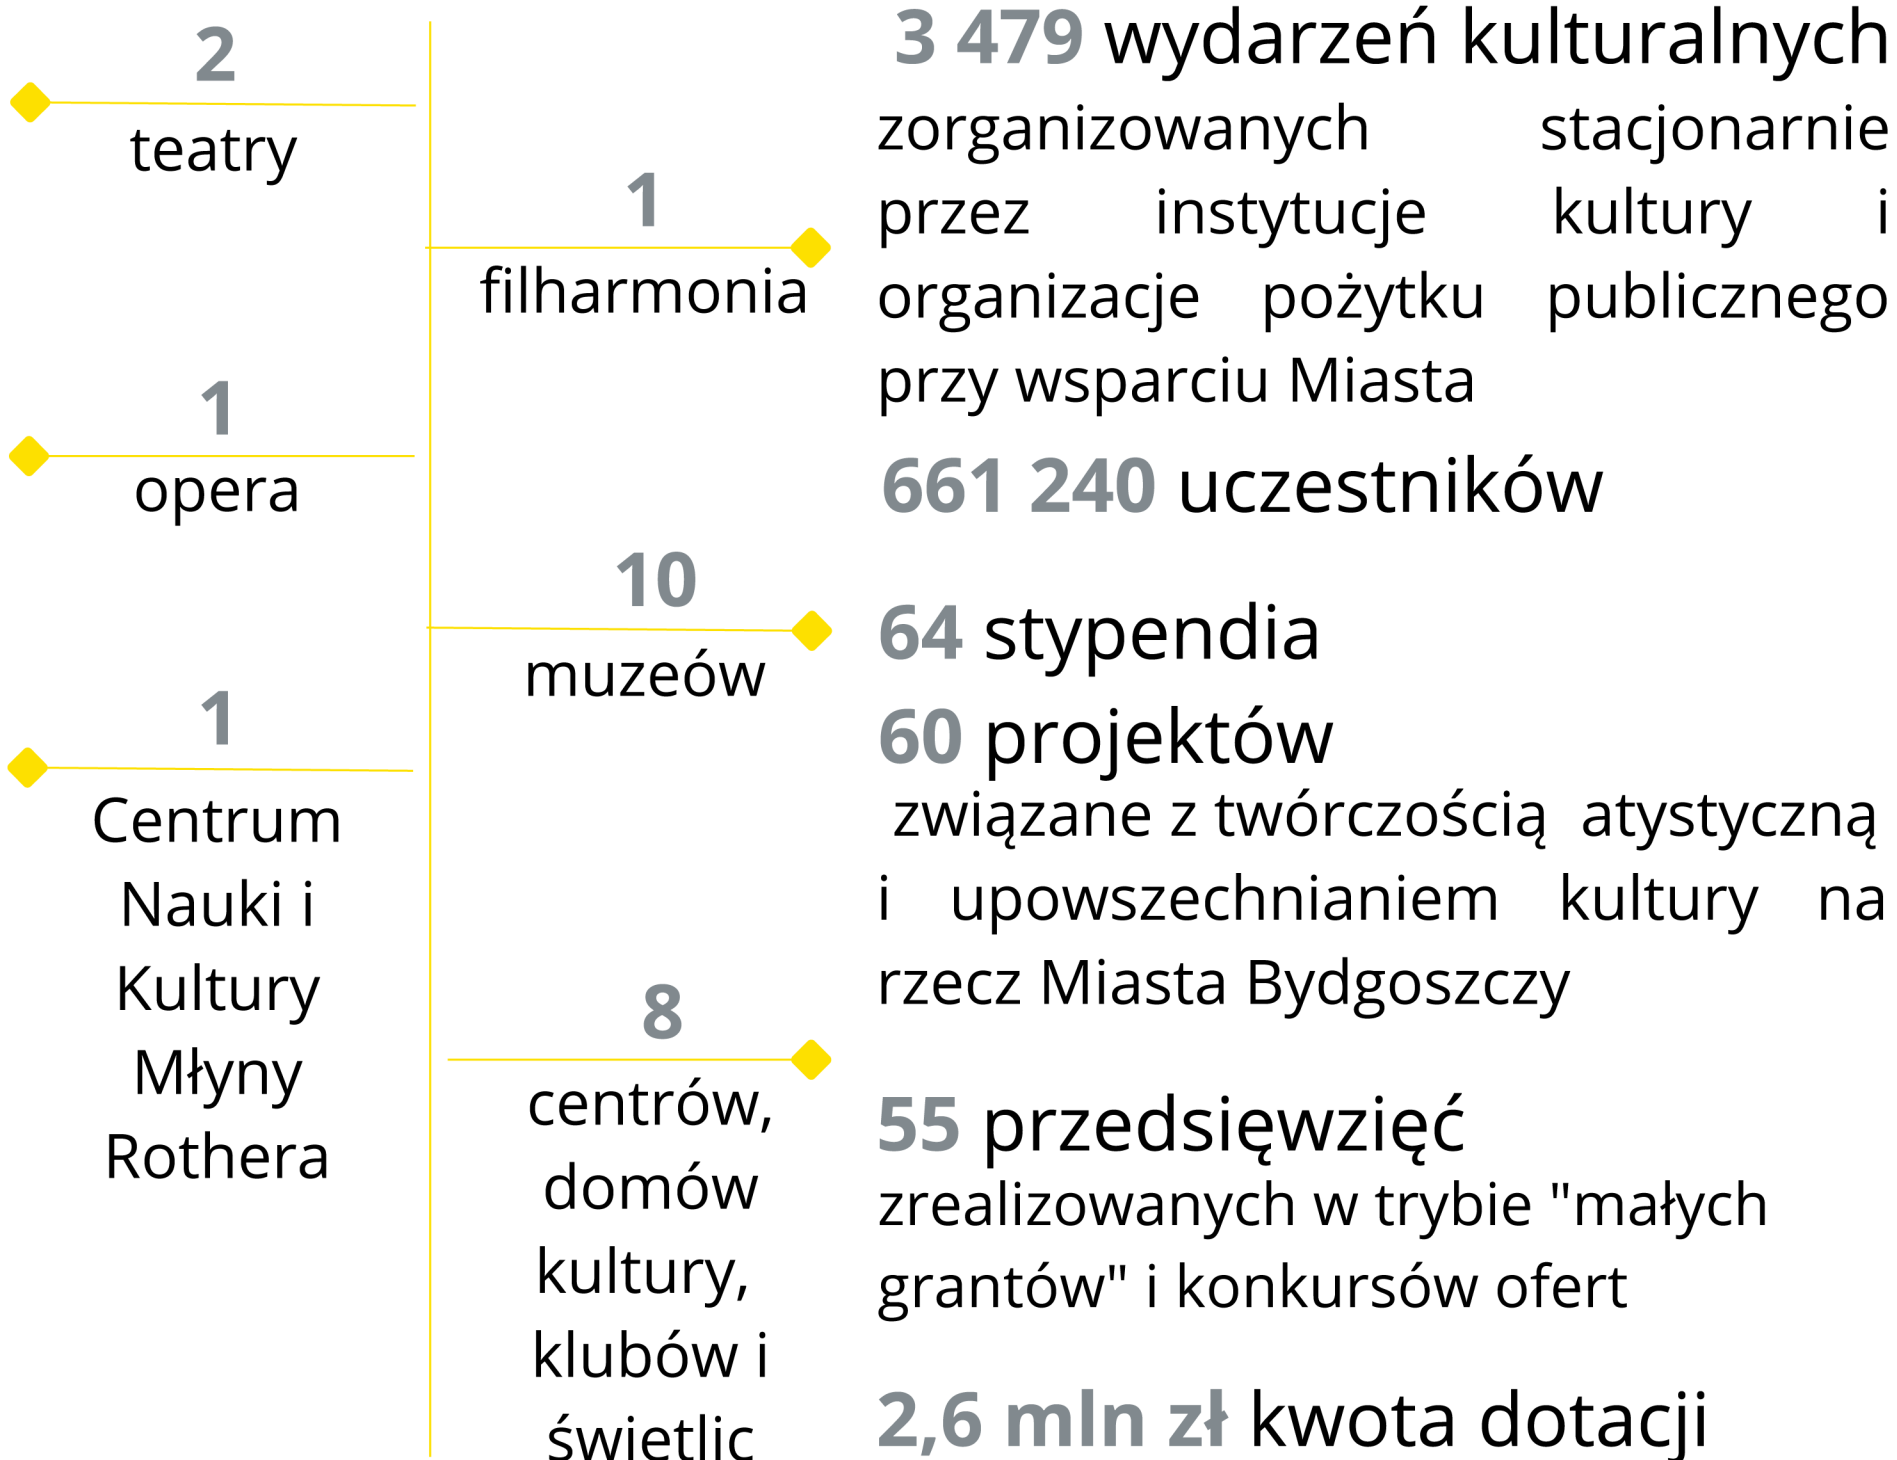 2
teatry
1
filharmonia
1
opera
10
muzeów
1
Centrum
Nauki i
Kultury
Młyny
Rothera
8
centrów,
domów
kultury,
klubów i
świetlic
3 479 wydarzeń kulturalnych
zorganizowanych stacjonarnie
przez instytucje kultury i
organizacje pożytku publicznego
przy wsparciu Miasta
661 240 uczestników
64 stypendia
60 projektów
związane z twórczością atystyczną
i upowszechnianiem kultury na
rzecz Miasta Bydgoszczy
55 przedsięwzięć
zrealizowanych w trybie "małych
grantów" i konkursów ofert
2,6 mln zł kwota dotacji